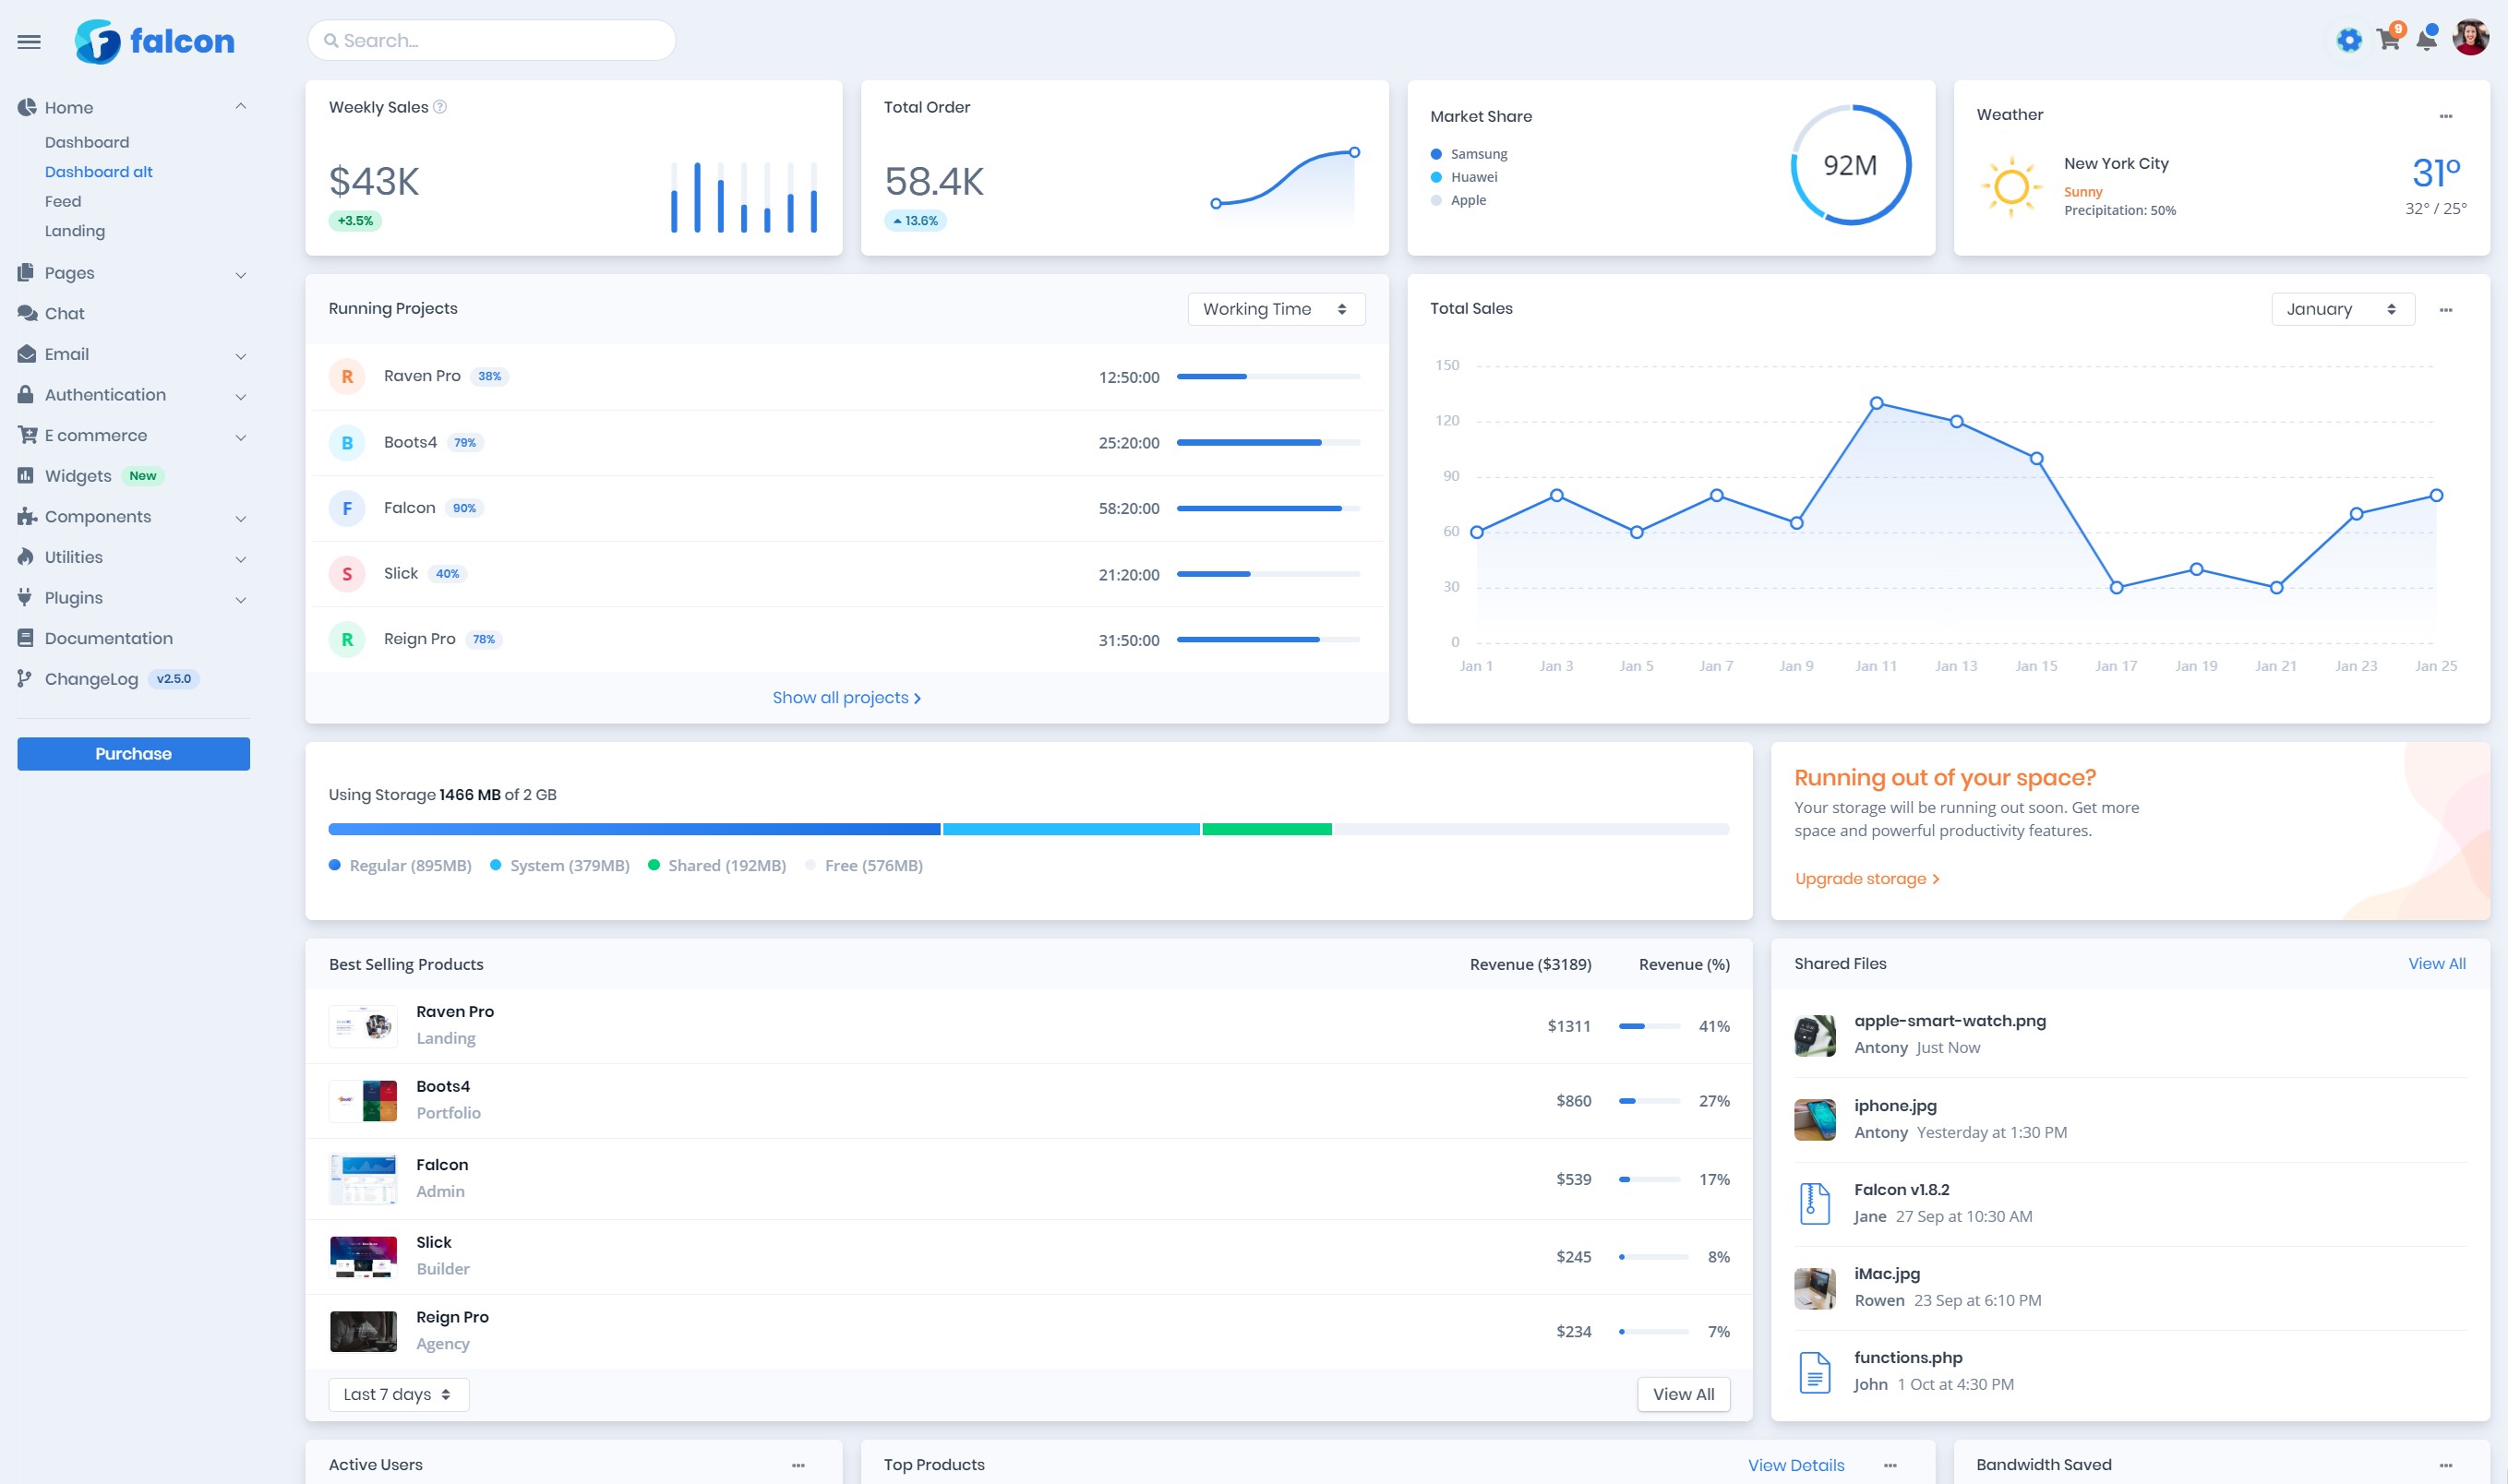 falcon
Search...
9
Home
Dashboard
Dashboard alt
Feed
Landing
Pages
Chat
Email
Authentication
E commerce
Widgets New
Components
Utilities
Plugins
Documentation
ChangeLog v2.5.0
Purchase
Weekly Sales ?
$43K
+3.5%
Total Order
58.4K
13.6%
Market Share
Samsung
Huawei
Apple
92M
Weather
New York City
Sunny
Precipitation: 50%
31°
32° / 25°
Running Projects
Working Time
R Raven Pro 38% 12:50:00
B Boots4 79% 25:20:00
F Falcon 90% 58:20:00
S Slick 40% 21:20:00
R Reign Pro 78% 31:50:00
Show all projects
Total Sales
January
150
120
90
60
30
0
Jan 1 Jan 3 Jan 5 Jan 7 Jan 9 Jan 11 Jan 13 Jan 15 Jan 17 Jan 19 Jan 21 Jan 23 Jan 25
Using Storage 1466 MB of 2 GB
Regular (895MB) System (379MB) Shared (192MB) Free (576MB)
Running out of your space?
Your storage will be running out soon. Get more
space and powerful productivity features.
Upgrade storage
Best Selling Products Revenue ($3189) Revenue (%)
Raven Pro
Landing
$1311 41%
Boots4
Portfolio
$860 27%
Falcon
Admin
$539 17%
Slick
Builder
$245 8%
Reign Pro
Agency
$234 7%
Last 7 days
View All
Shared Files
View All
apple-smart-watch.png
Antony Just Now
iphone.jpg
Antony Yesterday at 1:30 PM
Falcon v1.8.2
Jane 27 Sep at 10:30 AM
iMac.jpg
Rowen 23 Sep at 6:10 PM
functions.php
John 1 Oct at 4:30 PM
Active Users
Top Products
View Details
Bandwidth Saved